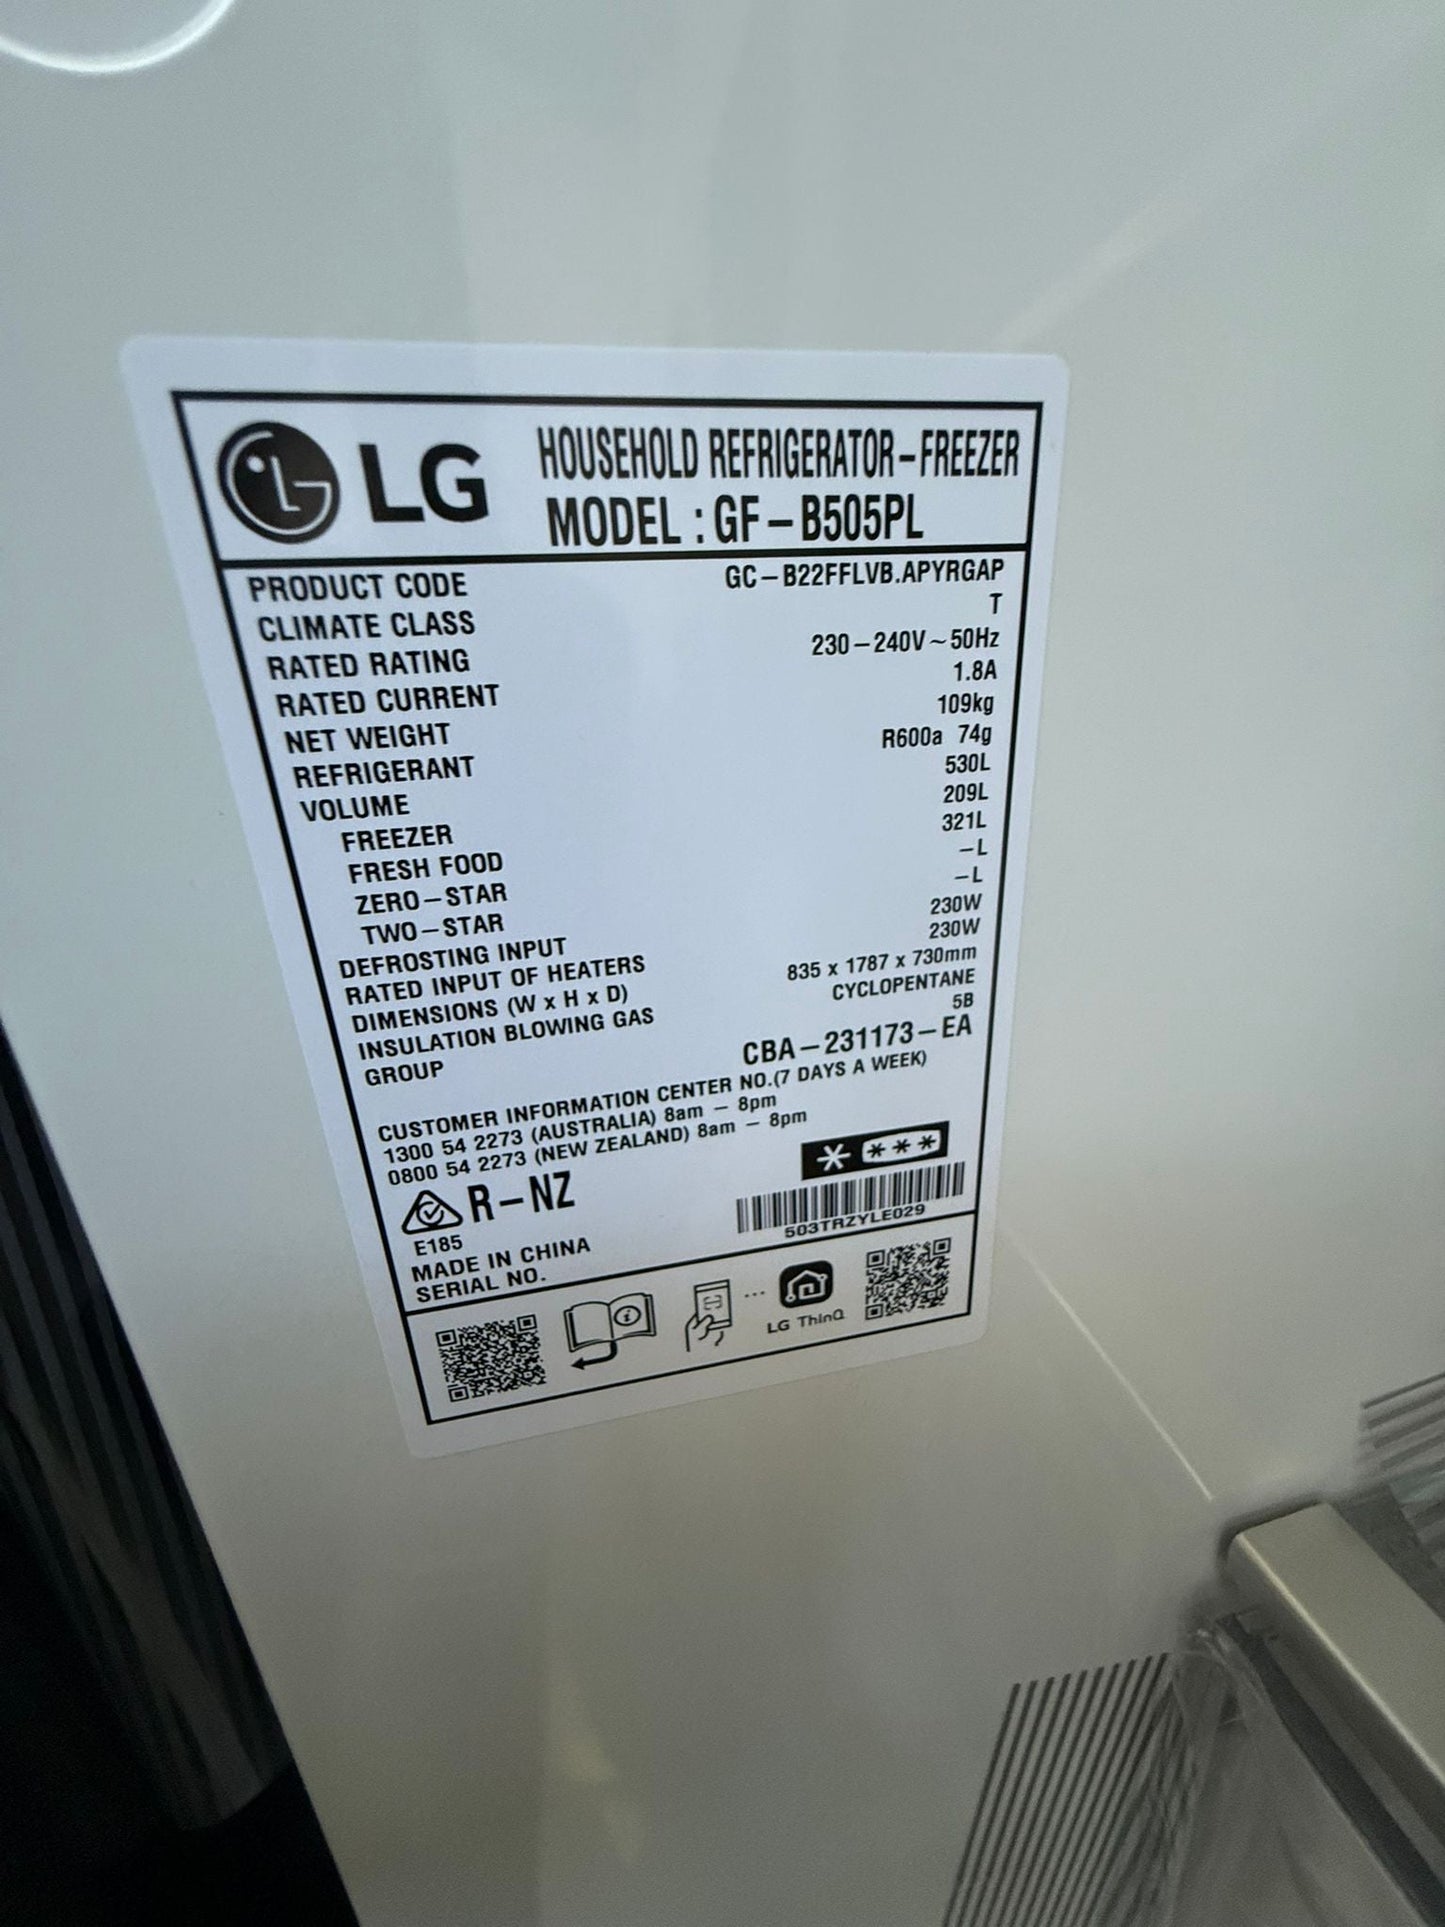 LG HOUSEHOLD REFRIGERATOR-FREEZER
MODEL : GF-B505PL
PRODUCT CODE GC-B22FFLVB.APYRGAP
CLIMATE CLASS T
RATED RATING 230-240V~50Hz
RATED CURRENT 1.8A
NET WEIGHT 109kg
REFRIGERANT R600a 74g
VOLUME 530L
FREEZER 209L
FRESH FOOD 321L
ZERO-STAR -L
TWO-STAR -L
DEFROSTING INPUT 230W
RATED INPUT OF HEATERS 230W
DIMENSIONS (W x H x D) 835 x 1787 x 730mm
INSULATION BLOWING GAS CYCLOPENTANE
GROUP 5B
CBA-231173-EA
CUSTOMER INFORMATION CENTER NO.(7 DAYS A WEEK)
1300 54 2273 (AUSTRALIA) 8am - 8pm
0800 54 2273 (NEW ZEALAND) 8am - 8pm
R-NZ
E185
MADE IN CHINA
SERIAL NO. 503TRZYLE029
LG ThinQ